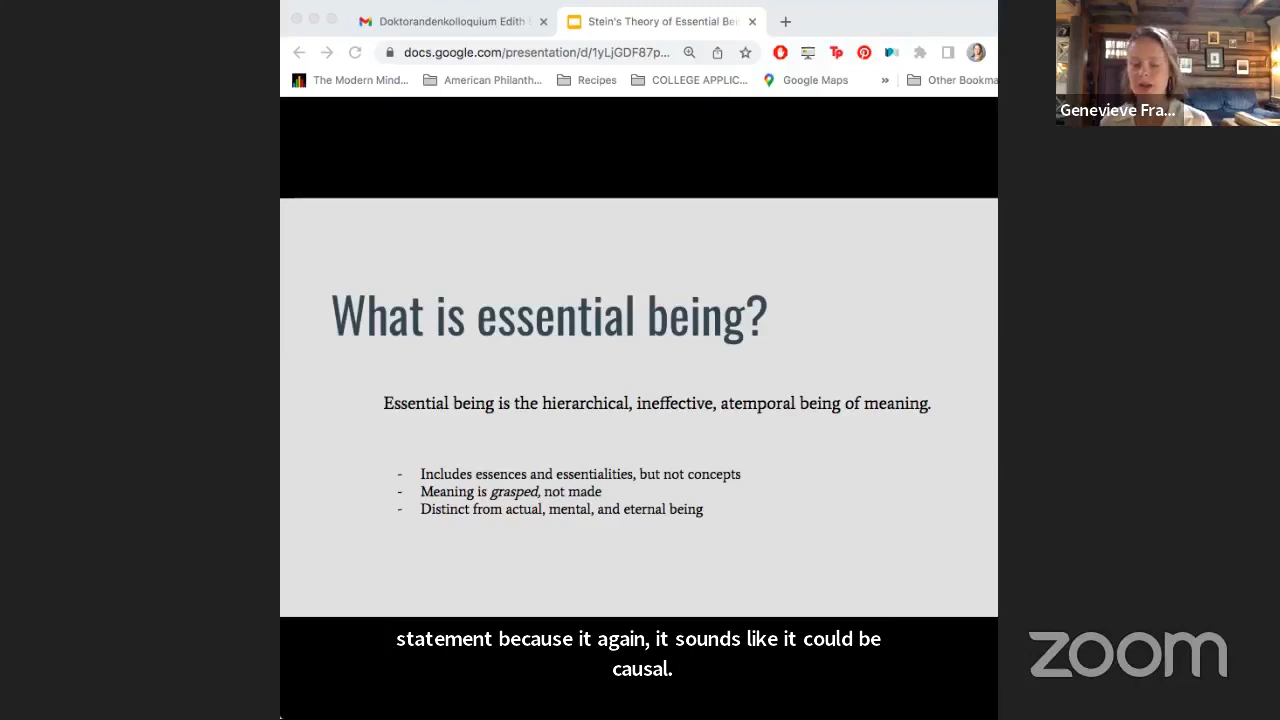 Doktorandenkolloquium Edith
Stein's Theory of Essential Bei
docs.google.com/presentation/d/1yLjGDF87p...
The Modern Mind...
American Philanth...
Recipes
COLLEGE APPLIC...
Google Maps
»
Other Bookma
Genevieve Fra...
What is essential being?
Essential being is the hierarchical, ineffective, atemporal being of meaning.
- Includes essences and essentialities, but not concepts
- Meaning is grasped, not made
- Distinct from actual, mental, and eternal being
statement because it again, it sounds like it could be
causal.
zoom